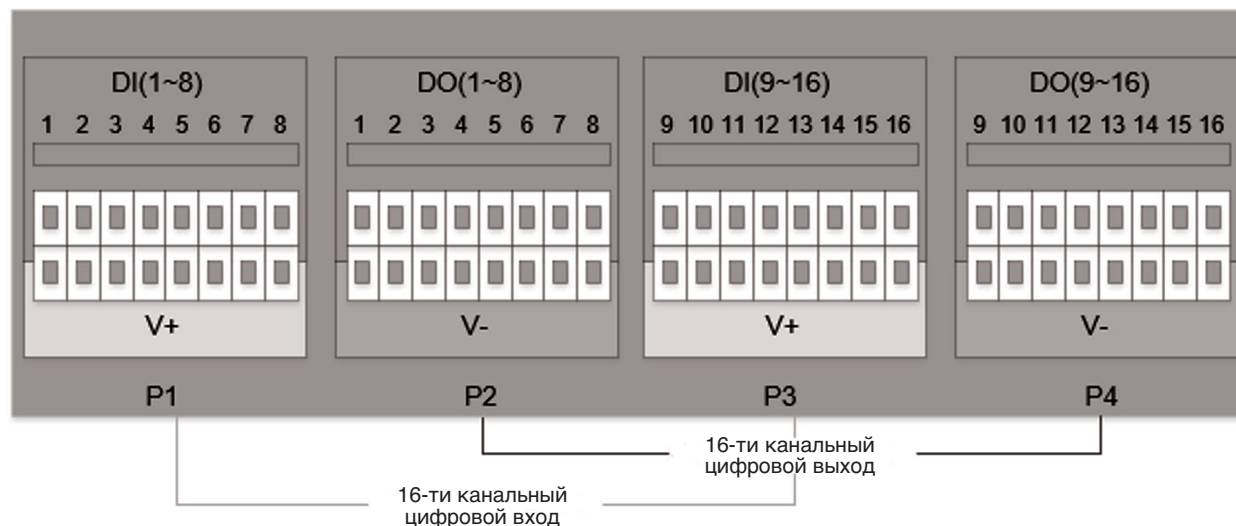 DI(1~8) DO(1~8) DI(9~16) DO(9~16)
1 2 3 4 5 6 7 8 1 2 3 4 5 6 7 8 9 10 11 12 13 14 15 16 9 10 11 12 13 14 15 16
V+ V- V+ V-
P1 P2 P3 P4
16-ти канальный
цифровой выход
16-ти канальный
цифровой вход